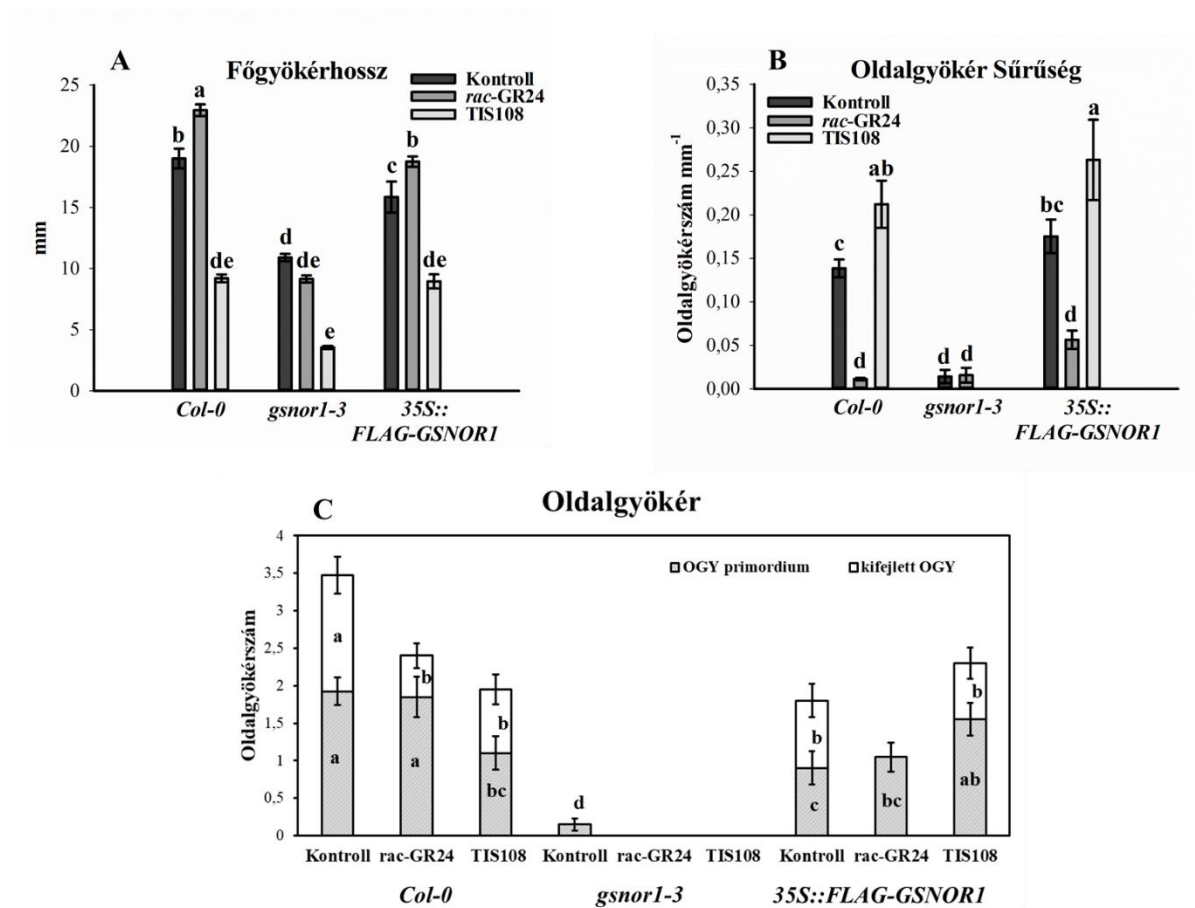 A
Főgyökérhossz
Kontroll
rac-GR24
TIS108
25
20
15
10
5
0
mm
b
a
de
d
de
e
c
b
de
Col-0
gsnor1-3
35S::
FLAG-GSNOR1
B
Oldalgyökér Sűrűség
Kontroll
rac-GR24
TIS108
0,35
0,30
0,25
0,20
0,15
0,10
0,05
0,00
Oldalgyökérszám mm-1
c
d
ab
d
d
bc
d
a
Col-0
gsnor1-3
35S::
FLAG-GSNOR1
C
Oldalgyökér
OGY primordium
kifejlett OGY
4
3,5
3
2,5
2
1,5
1
0,5
0
Oldalgyökérszám
a
a
b
a
b
bc
d
b
c
bc
b
ab
Kontroll rac-GR24 TIS108 Kontroll rac-GR24 TIS108 Kontroll rac-GR24 TIS108
Col-0 gsnor1-3 35S::FLAG-GSNOR1